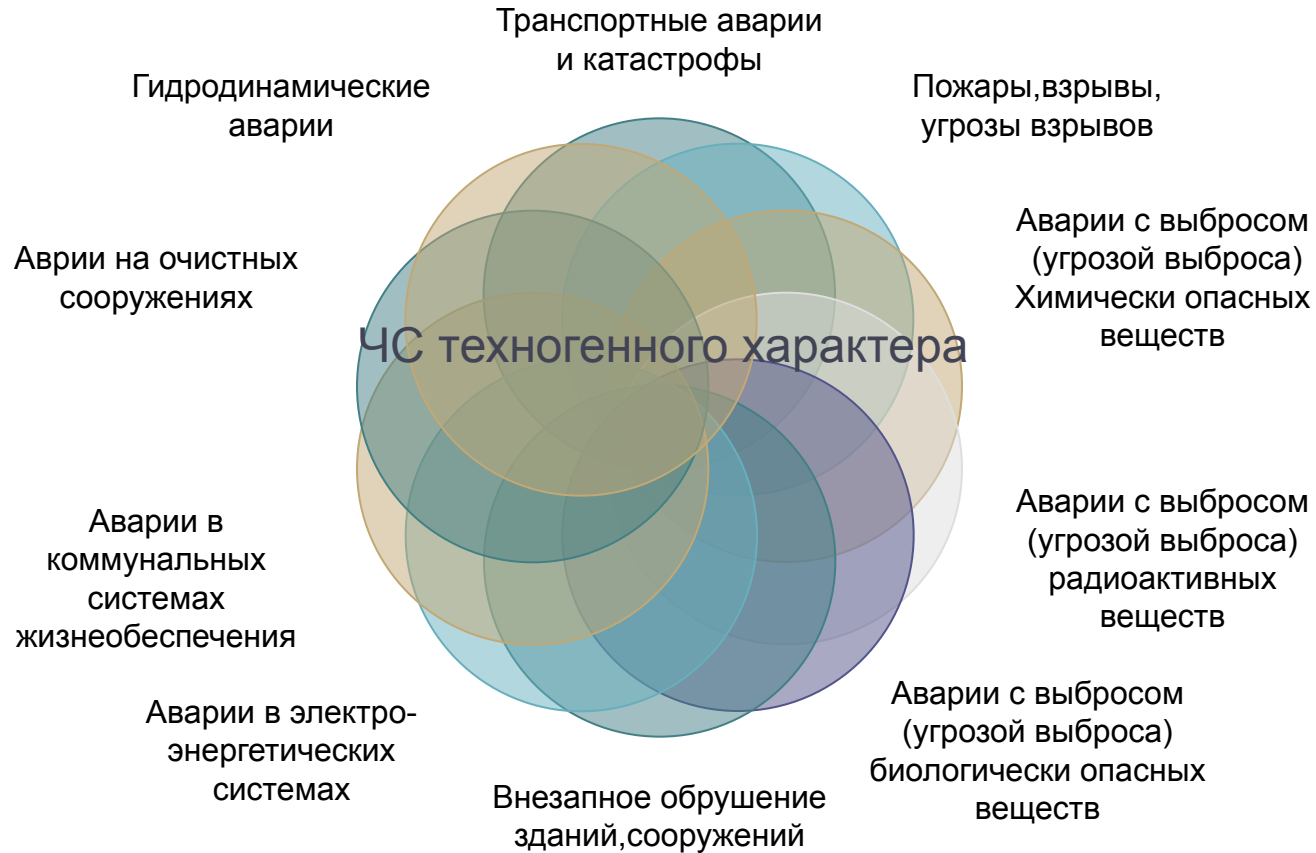 Транспортные аварии
и катастрофы
Пожары,взрывы,
угрозы взрывов
Аварии с выбросом
(угрозой выброса)
Химически опасных
веществ
Аварии с выбросом
(угрозой выброса)
радиоактивных
веществ
Аварии с выбросом
(угрозой выброса)
биологически опасных
веществ
Внезапное обрушение
зданий,сооружений
Аварии в электро-
энергетических
системах
Аварии в
коммунальных
системах
жизнеобеспечения
Аврии на очистных
сооружениях
Гидродинамические
аварии
ЧС техногенного характера